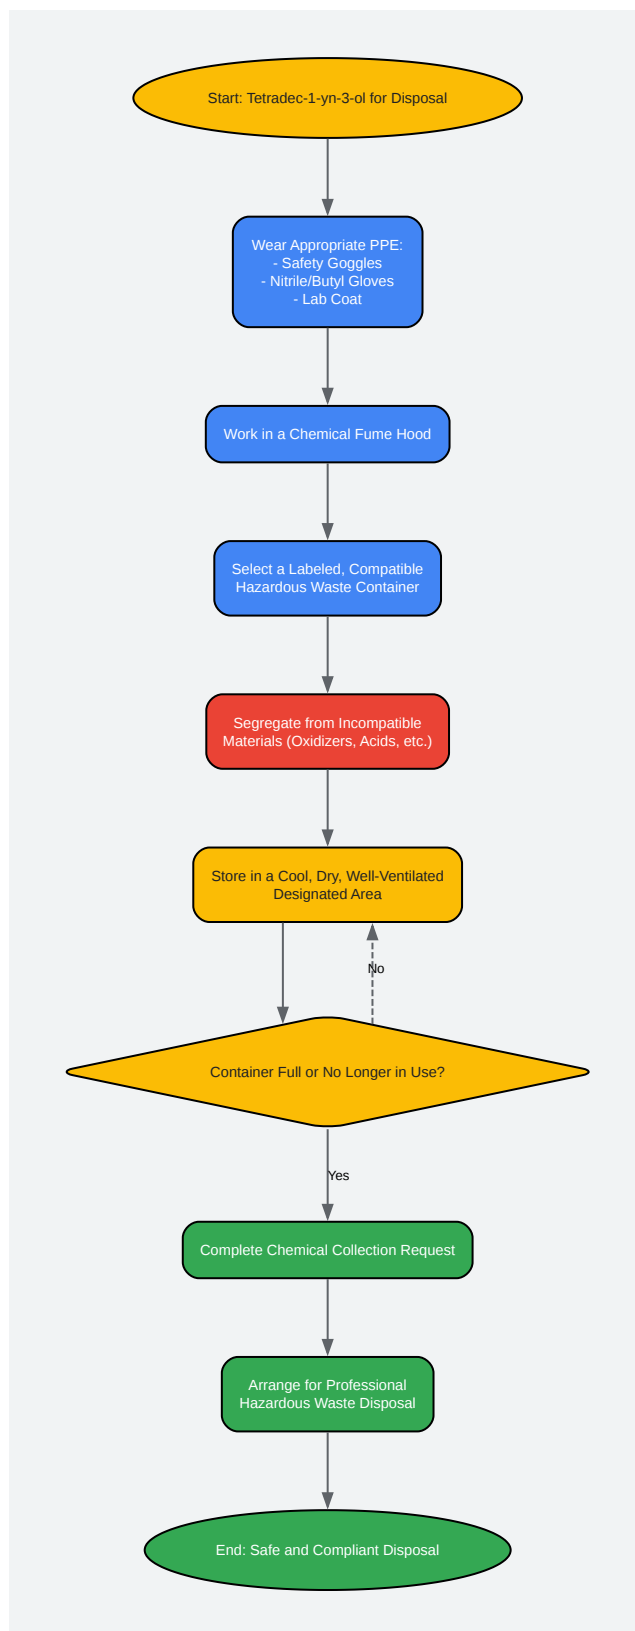 Start: Tetradec-1-yn-3-ol for Disposal
Wear Appropriate PPE:
- Safety Goggles
- Nitrile/Butyl Gloves
- Lab Coat
Work in a Chemical Fume Hood
Select a Labeled, Compatible
Hazardous Waste Container
Segregate from Incompatible
Materials (Oxidizers, Acids, etc.)
Store in a Cool, Dry, Well-Ventilated
Designated Area
No
Container Full or No Longer in Use?
Yes
Complete Chemical Collection Request
Arrange for Professional
Hazardous Waste Disposal
End: Safe and Compliant Disposal